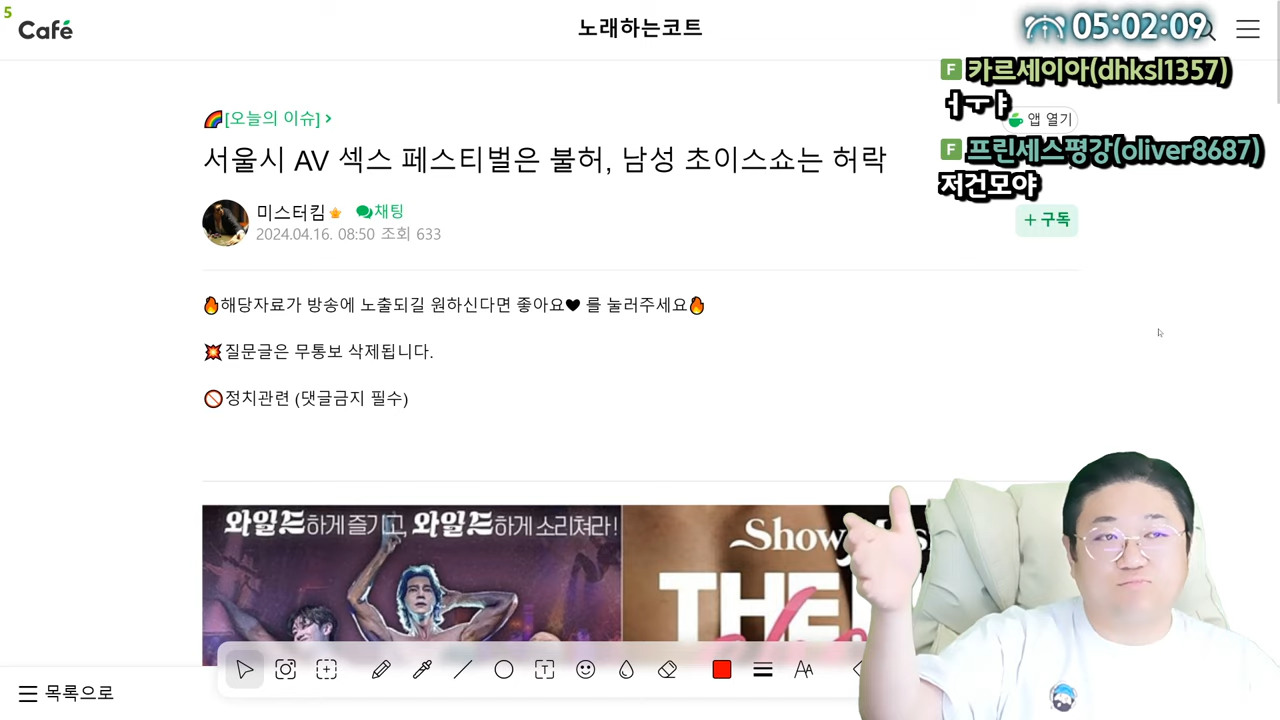 5
Café
노래하는코트
05:02:09
F 카르세이아(dhksl1357)
ㅓㅜㅑ
F 프린세스평강(oliver8687)
저건모야
🌈[오늘의 이슈] >
앱 열기
서울시 AV 섹스 페스티벌은 불허, 남성 초이스쇼는 허락
미스터킴 채팅
2024.04.16. 08:50 조회 633
+ 구독
🔥해당자료가 방송에 노출되길 원하신다면 좋아요🖤 를 눌러주세요🔥
💥질문글은 무통보 삭제됩니다.
🚫정치관련 (댓글금지 필수)
와일드하게 즐기고, 와일드하게 소리쳐라!
Show
THE
목록으로